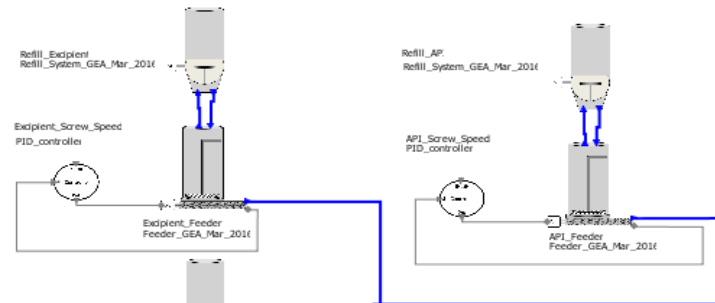 Refill_Excipient
Refill_System_GEA_Mar_2016
Excipient_Screw_Speed
PID_controller
Excipient_Feeder
Feeder_GEA_Mar_2016
Refill_API
Refill_System_GEA_Mar_2016
API_Screw_Speed
PID_controller
API_Feeder
Feeder_GEA_Mar_2016